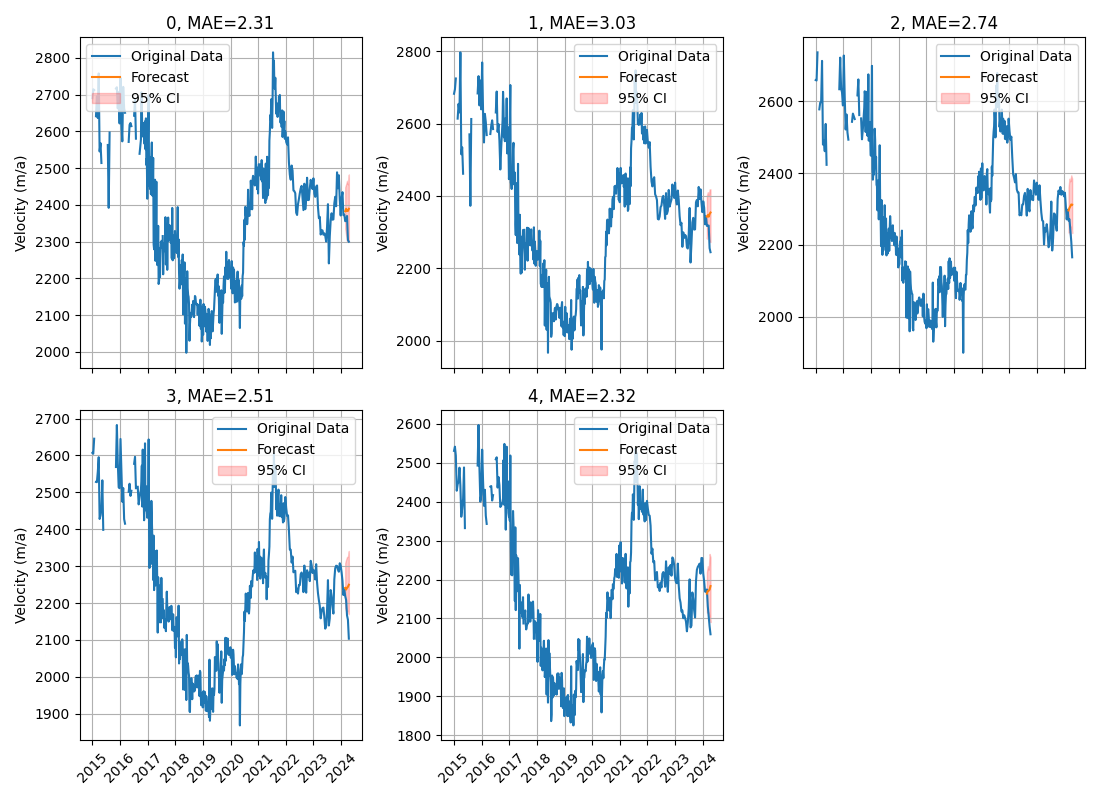 0, MAE=2.31
Velocity (m/a)
2800
2700
2600
2500
2400
2300
2200
2100
2000
Original Data
Forecast
95% CI
1, MAE=3.03
Velocity (m/a)
2800
2600
2400
2200
2000
Original Data
Forecast
95% CI
2, MAE=2.74
Velocity (m/a)
2600
2400
2200
2000
Original Data
Forecast
95% CI
3, MAE=2.51
Velocity (m/a)
2700
2600
2500
2400
2300
2200
2100
2000
1900
Original Data
Forecast
95% CI
2015 2016 2017 2018 2019 2020 2021 2022 2023 2024
4, MAE=2.32
Velocity (m/a)
2600
2500
2400
2300
2200
2100
2000
1900
1800
Original Data
Forecast
95% CI
2015 2016 2017 2018 2019 2020 2021 2022 2023 2024